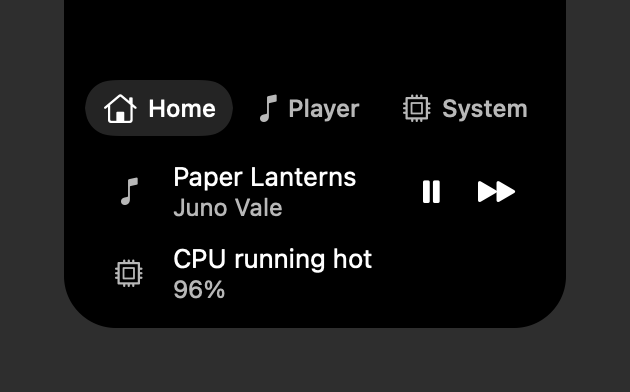 Home Player System
Paper Lanterns
Juno Vale
CPU running hot
96%